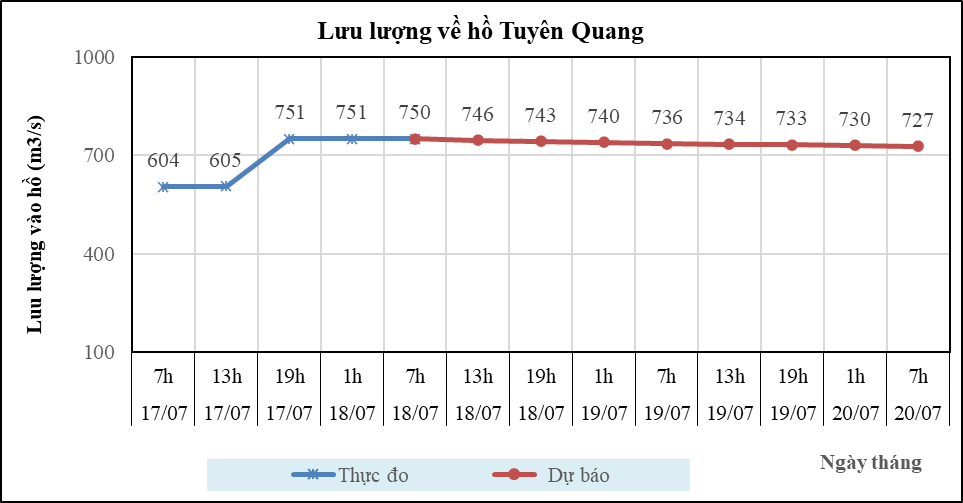 Lưu lượng về hồ Tuyên Quang
Lưu lượng vào hồ (m3/s)
1000
700
400
100
604 605 751 751 750 746 743 740 736 734 733 730 727
7h 13h 19h 1h 7h 13h 19h 1h 7h 13h 19h 1h 7h
17/07 17/07 17/07 18/07 18/07 18/07 18/07 19/07 19/07 19/07 19/07 20/07 20/07
Ngày tháng
Thực đo Dự báo